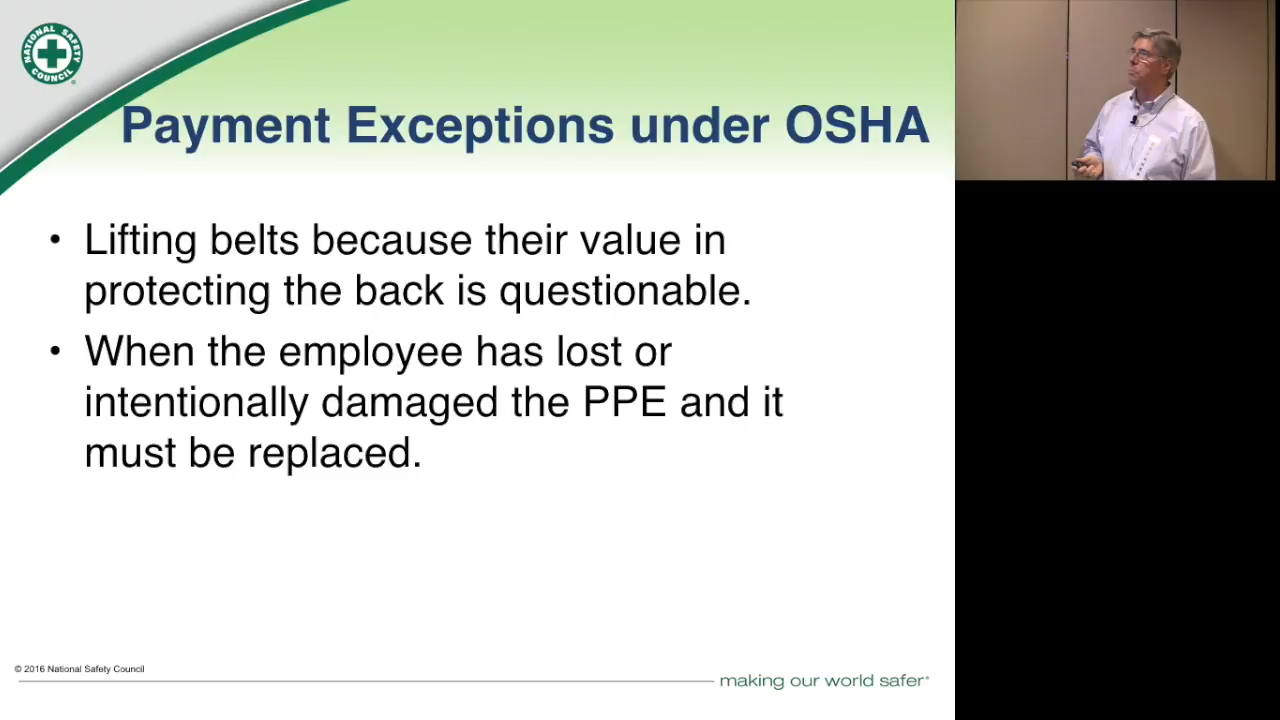 NATIONAL SAFETY
COUNCIL
Payment Exceptions under OSHA
• Lifting belts because their value in
protecting the back is questionable.
• When the employee has lost or
intentionally damaged the PPE and it
must be replaced.
© 2016 National Safety Council
making our world safer®